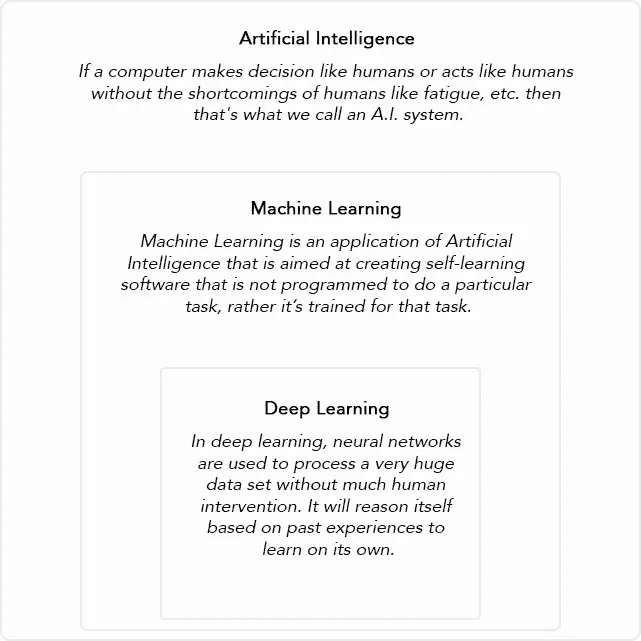 Artificial Intelligence
If a computer makes decision like humans or acts like humans
without the shortcomings of humans like fatigue, etc. then
that's what we call an A.I. system.
Machine Learning
Machine Learning is an application of Artificial
Intelligence that is aimed at creating self-learning
software that is not programmed to do a particular
task, rather it’s trained for that task.
Deep Learning
In deep learning, neural networks
are used to process a very huge
data set without much human
intervention. It will reason itself
based on past experiences to
learn on its own.